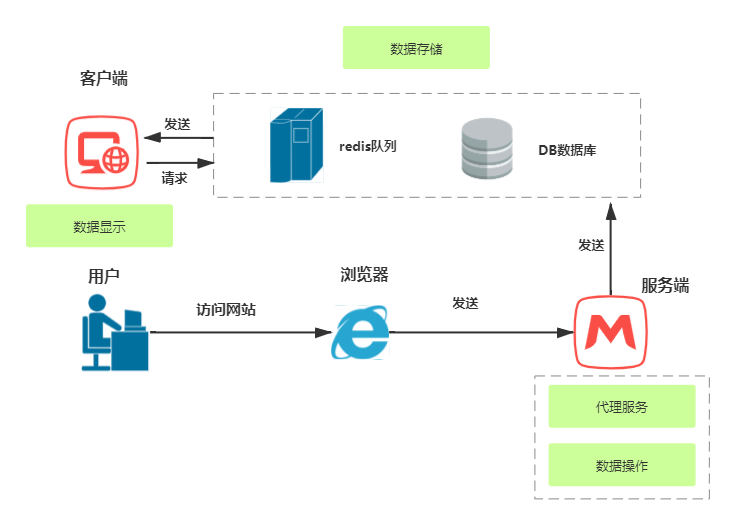 数据存储
客户端
发送
redis队列
DB数据库
请求
数据显示
发送
用户
浏览器
服务端
访问网站
发送
代理服务
数据操作